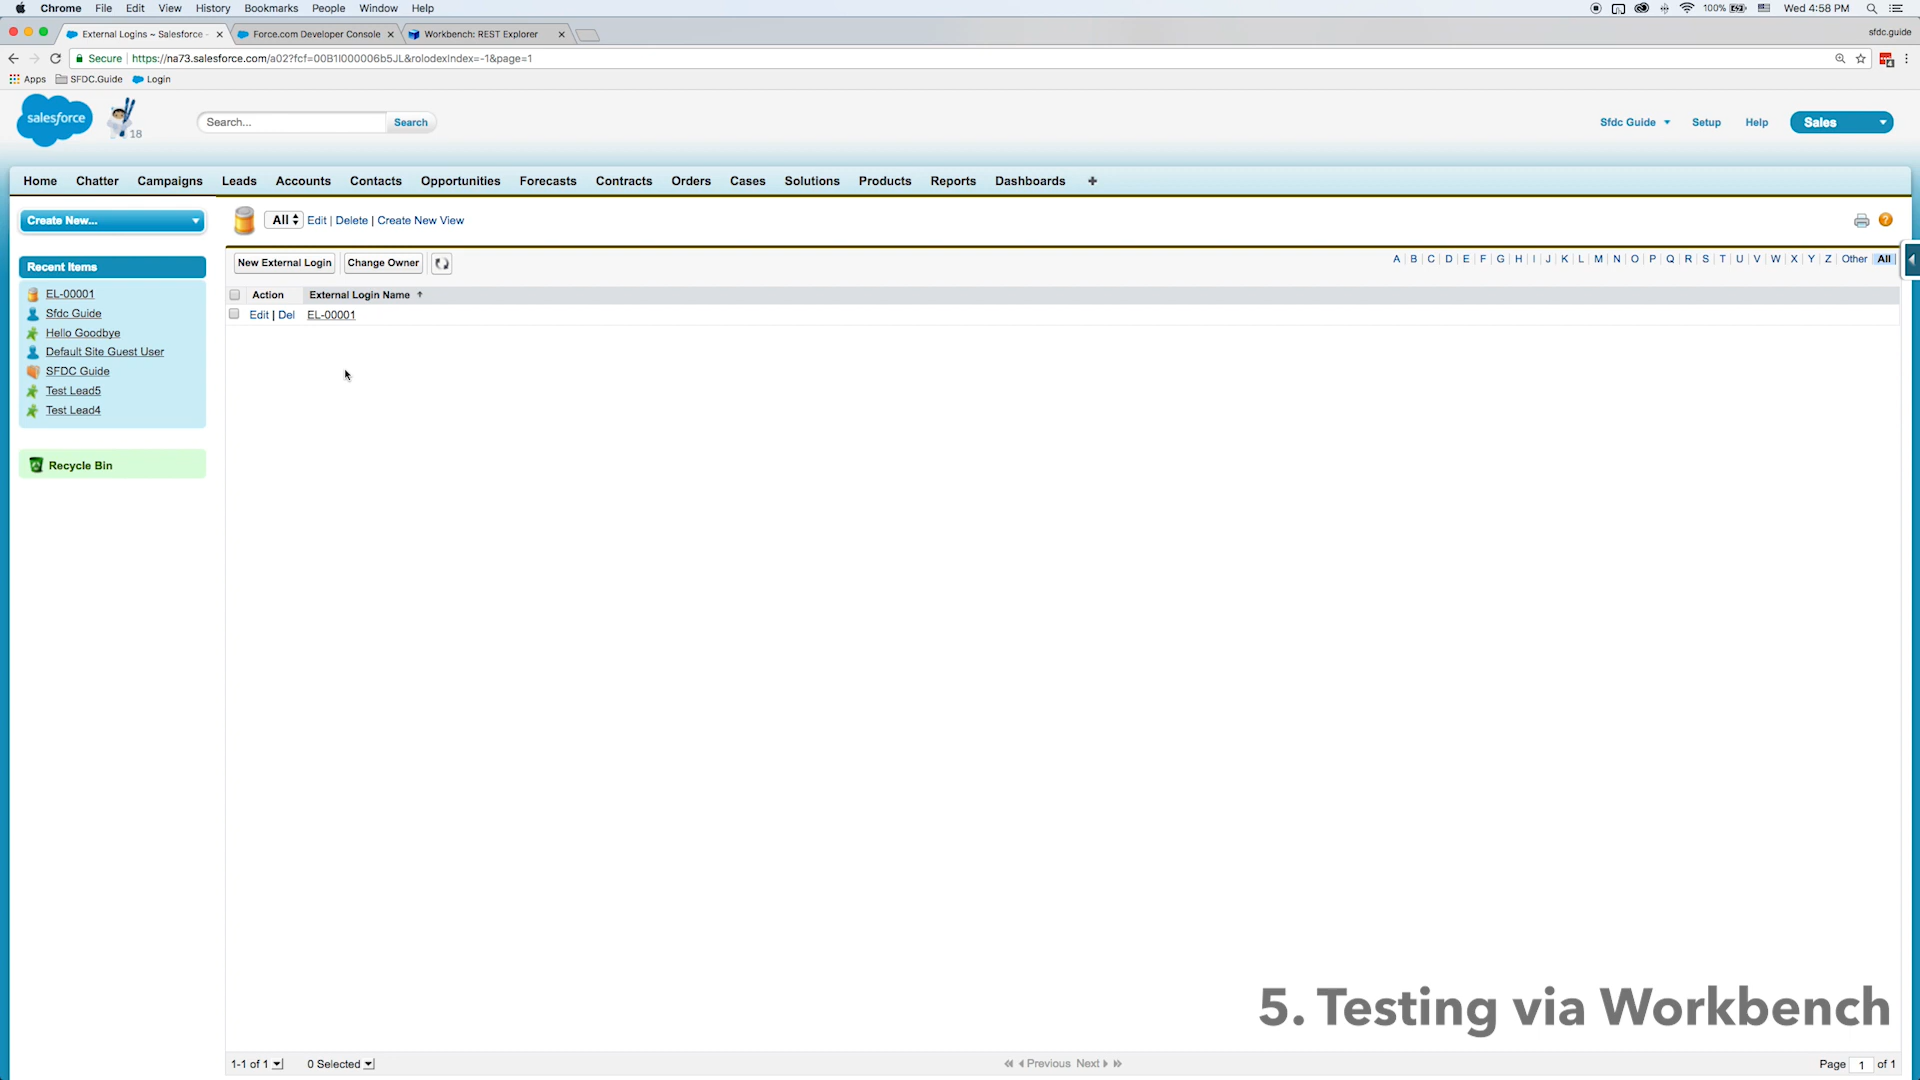 Chrome File Edit View History Bookmarks People Window Help 100% Wed 4:58 PM
External Logins ~ Salesforce - Force.com Developer Console Workbench: REST Explorer sfdc.guide
Secure https://na73.salesforce.com/a02?fcf=00B1I000006b5JL&rolodexIndex=-1&page=1
Apps SFDC.Guide Login
salesforce 18 Search... Search Sfdc Guide Setup Help Sales
Home Chatter Campaigns Leads Accounts Contacts Opportunities Forecasts Contracts Orders Cases Solutions Products Reports Dashboards +
Create New...
All Edit | Delete | Create New View
New External Login Change Owner
A | B | C | D | E | F | G | H | I | J | K | L | M | N | O | P | Q | R | S | T | U | V | W | X | Y | Z | Other All
Action External Login Name
Edit | Del EL-00001
Recent Items
EL-00001
Sfdc Guide
Hello Goodbye
Default Site Guest User
SFDC Guide
Test Lead5
Test Lead4
Recycle Bin
5. Testing via Workbench
1-1 of 1 0 Selected Previous Next Page 1 of 1